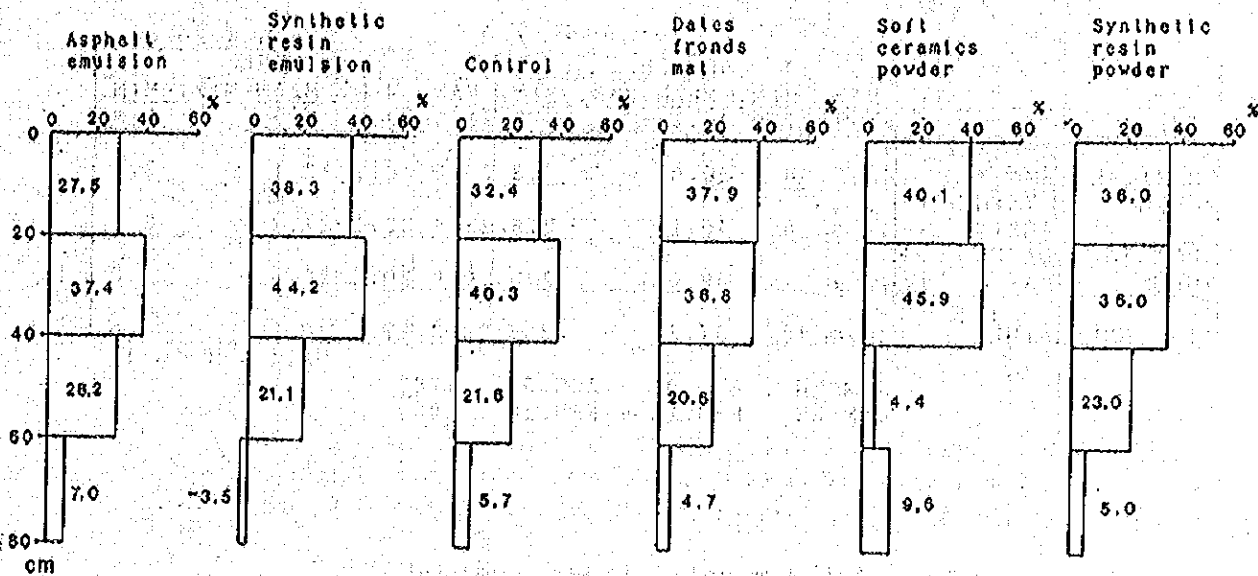 Asphalt
emulsion
Synthetic
resin
emulsion
Control
Dates
fronds
mat
Soft
ceramics
powder
Synthetic
resin
powder
% % % % % %
0 20 40 60 0 20 40 60 0 20 40 60 0 20 40 60 0 20 40 60 0 20 40 60
0
27.5 38.3 32.4 37.9 40.1 36.0
20
37.4 44.2 40.3 36.8 45.9 36.0
40
28.2 21.1 21.6 20.6 4.4 23.0
60
7.0 -3.5 5.7 4.7 9.6 5.0
80
cm